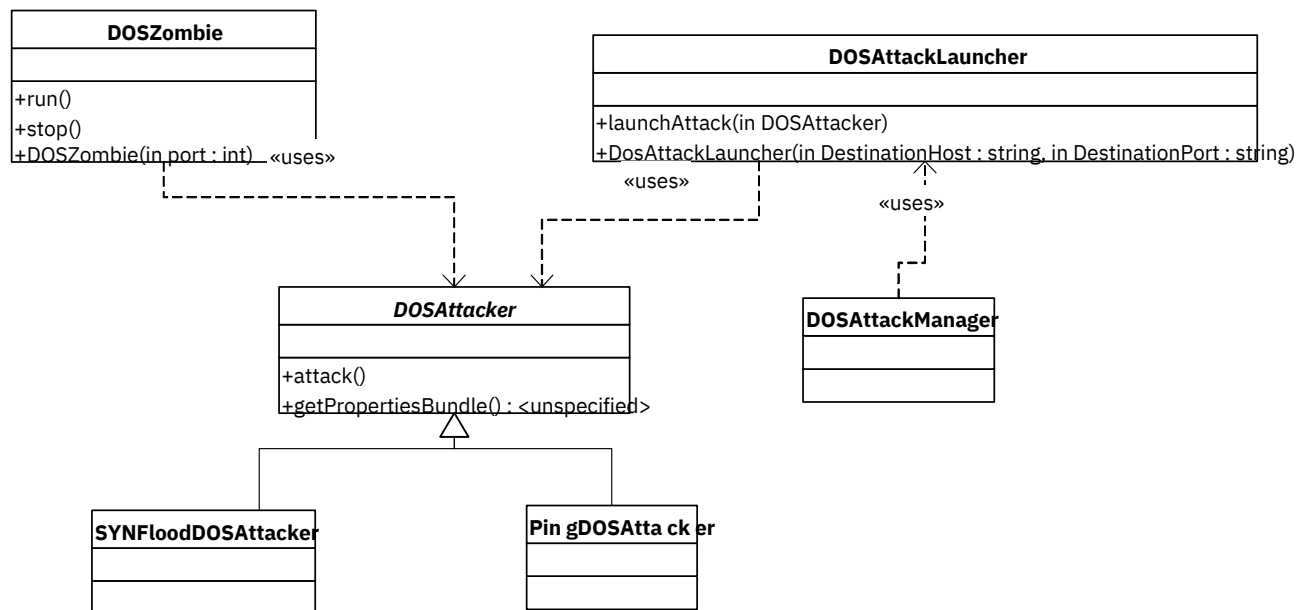 DOSZombie
+run()
+stop()
+DOSZombie(in port : int)
«uses»
DOSAttackLauncher
+launchAttack(in DOSAttacker)
+DosAttackLauncher(in DestinationHost : string, in DestinationPort : string)
«uses»
«uses»
DOSAttacker
+attack()
+getPropertiesBundle() : <unspecified>
DOSAttackManager
SYNFloodDOSAttacker
Pin gDOSAtta ck er